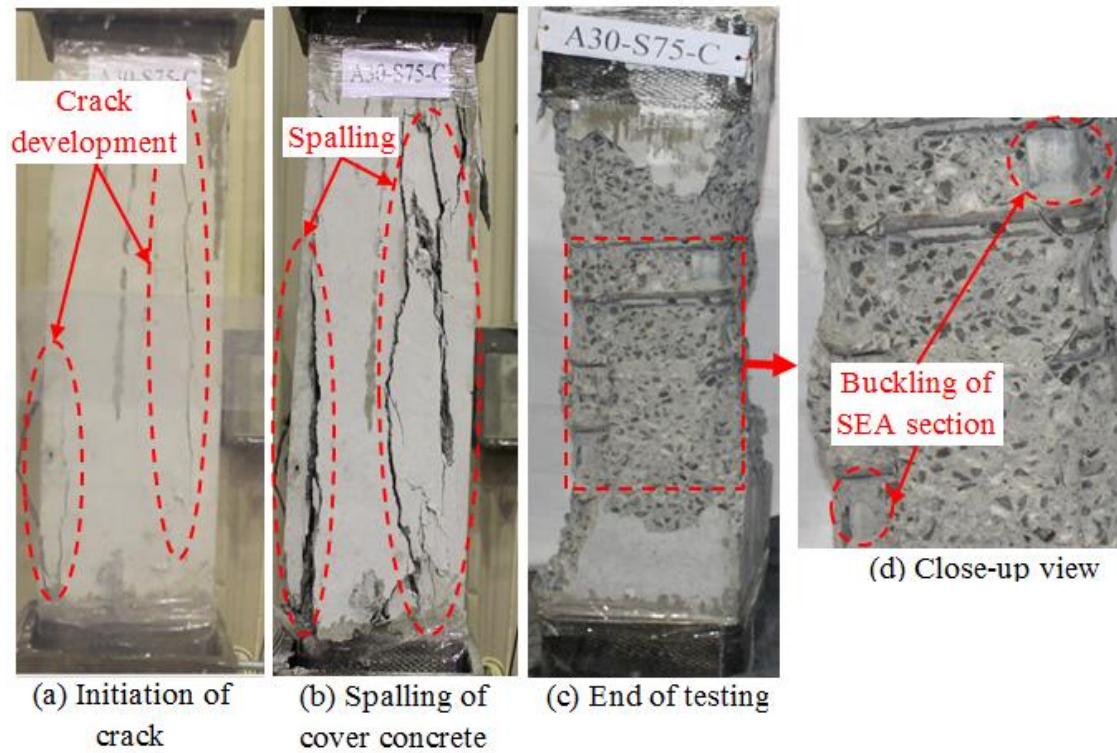 A30-S75-C
A30-S75-C
A30-S75-C
Crack
development
Spalling
Buckling of
SEA section
(a) Initiation of
crack
(b) Spalling of
cover concrete
(c) End of testing
(d) Close-up view